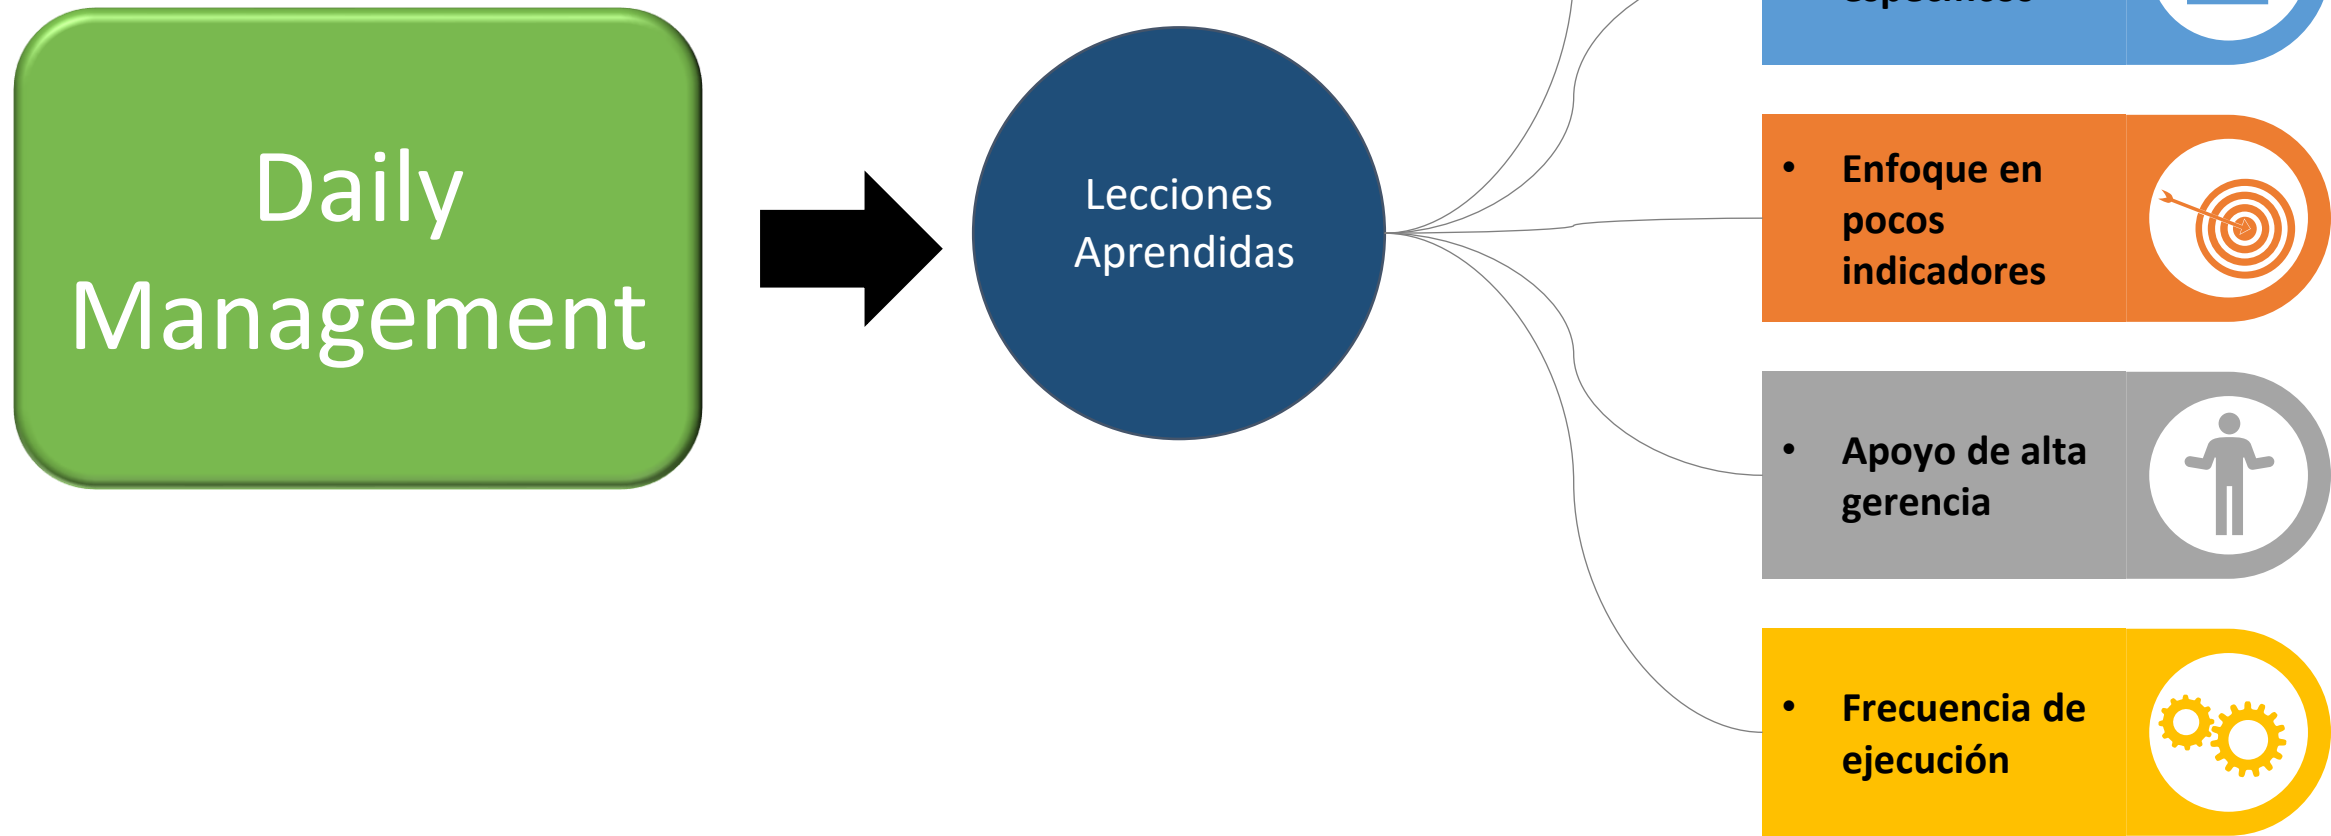 Daily
Management
Lecciones
Aprendidas
• Enfoque en
pocos
indicadores
• Apoyo de alta
gerencia
• Frecuencia de
ejecución